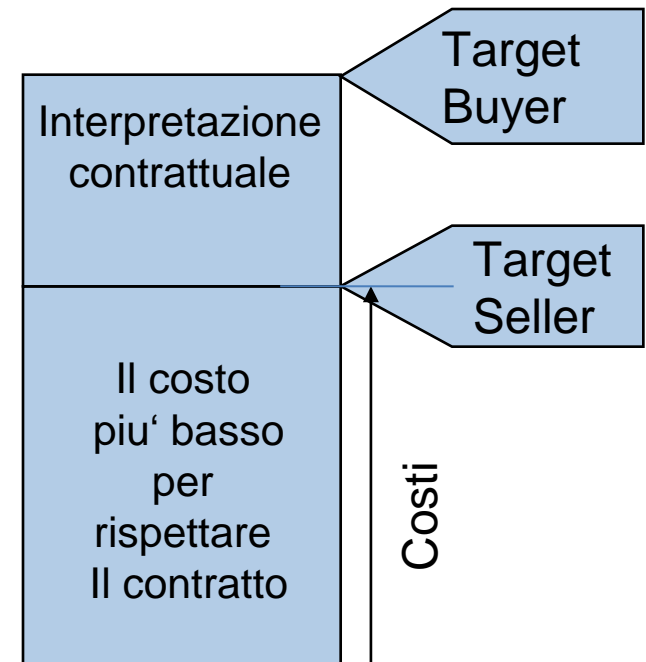 Target
Buyer
Interpretazione
contrattuale
Target
Seller
Il costo
piu‘ basso
per
rispettare
Il contratto
Costi